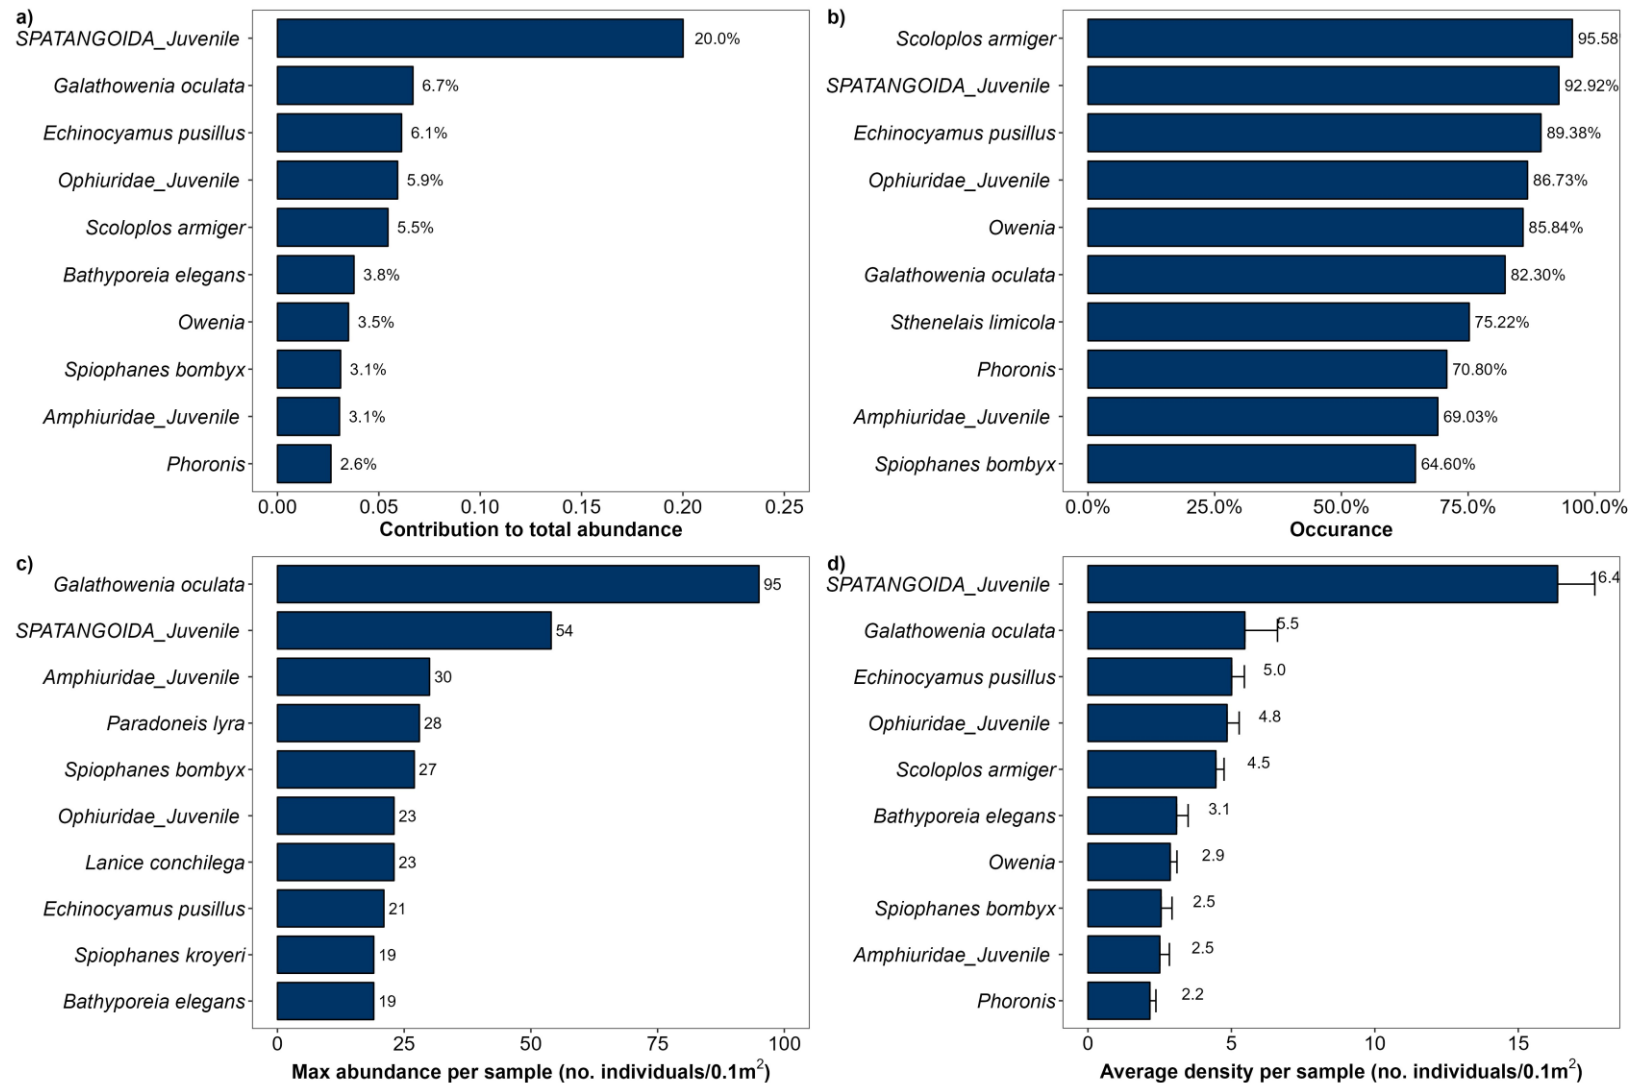 a)
SPATANGOIDA_Juvenile 20.0%
Galathowenia oculata 6.7%
Echinocyamus pusillus 6.1%
Ophiuridae_Juvenile 5.9%
Scoloplos armiger 5.5%
Bathyporeia elegans 3.8%
Owenia 3.5%
Spiophanes bombyx 3.1%
Amphiuridae_Juvenile 3.1%
Phoronis 2.6%
0.00 0.05 0.10 0.15 0.20 0.25
Contribution to total abundance
b)
Scoloplos armiger 95.58
SPATANGOIDA_Juvenile 92.92%
Echinocyamus pusillus 89.38%
Ophiuridae_Juvenile 86.73%
Owenia 85.84%
Galathowenia oculata 82.30%
Sthenelais limicola 75.22%
Phoronis 70.80%
Amphiuridae_Juvenile 69.03%
Spiophanes bombyx 64.60%
0.0% 25.0% 50.0% 75.0% 100.0%
Occurance
c)
Galathowenia oculata 95
SPATANGOIDA_Juvenile 54
Amphiuridae_Juvenile 30
Paradoneis lyra 28
Spiophanes bombyx 27
Ophiuridae_Juvenile 23
Lanice conchilega 23
Echinocyamus pusillus 21
Spiophanes kroyeri 19
Bathyporeia elegans 19
0 25 50 75 100
Max abundance per sample (no. individuals/0.1m²)
d)
SPATANGOIDA_Juvenile 16.4
Galathowenia oculata 5.5
Echinocyamus pusillus 5.0
Ophiuridae_Juvenile 4.8
Scoloplos armiger 4.5
Bathyporeia elegans 3.1
Owenia 2.9
Spiophanes bombyx 2.5
Amphiuridae_Juvenile 2.5
Phoronis 2.2
0 5 10 15
Average density per sample (no. individuals/0.1m²)